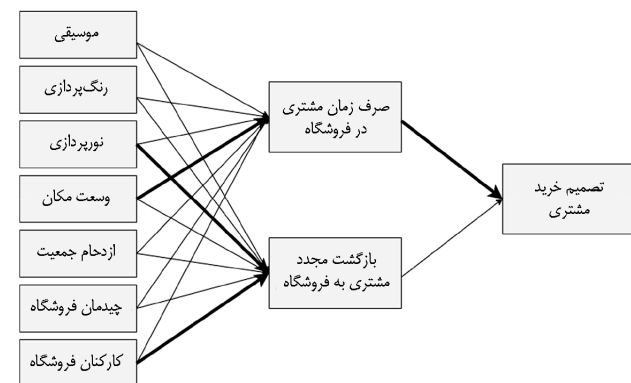 موسیقی
رنگ‌پردازی
نورپردازی
وسعت مکان
ازدحام جمعیت
چیدمان فروشگاه
کارکنان فروشگاه
صرف زمان مشتری
در فروشگاه
بازگشت مجدد
مشتری به فروشگاه
تصمیم خرید
مشتری